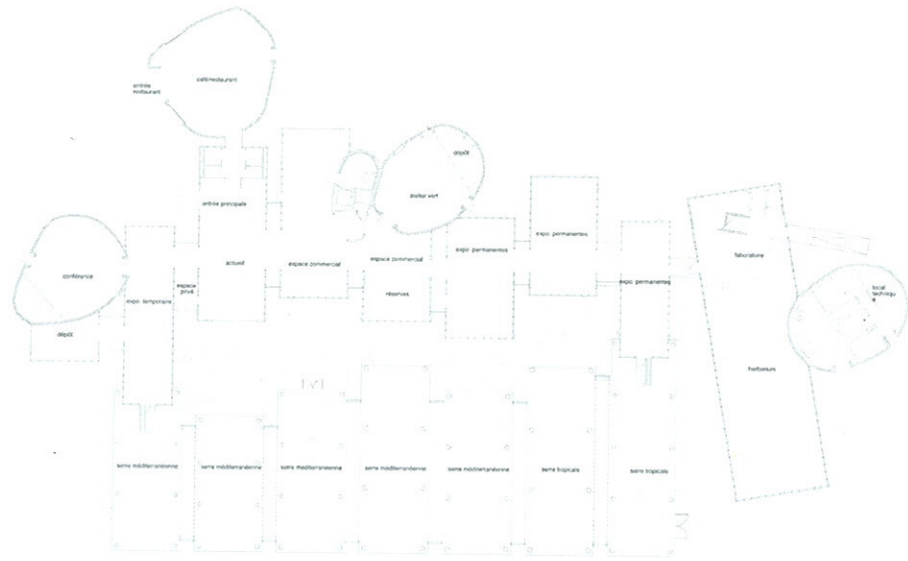 café/restaurant
entrée
restaurant
dépôt
atelier vert
entrée principale
expo permanentes
expo permanentes
laboratoire
conférence
accueil
espace commercial
espace commercial
expo permanentes
espace
privé
expo temporaire
réserves
local
technique
dépôt
herbarium
serre méditerranéenne
serre méditerranéenne
serre méditerranéenne
serre méditerranéenne
serre méditerranéenne
serre tropicale
serre tropicale